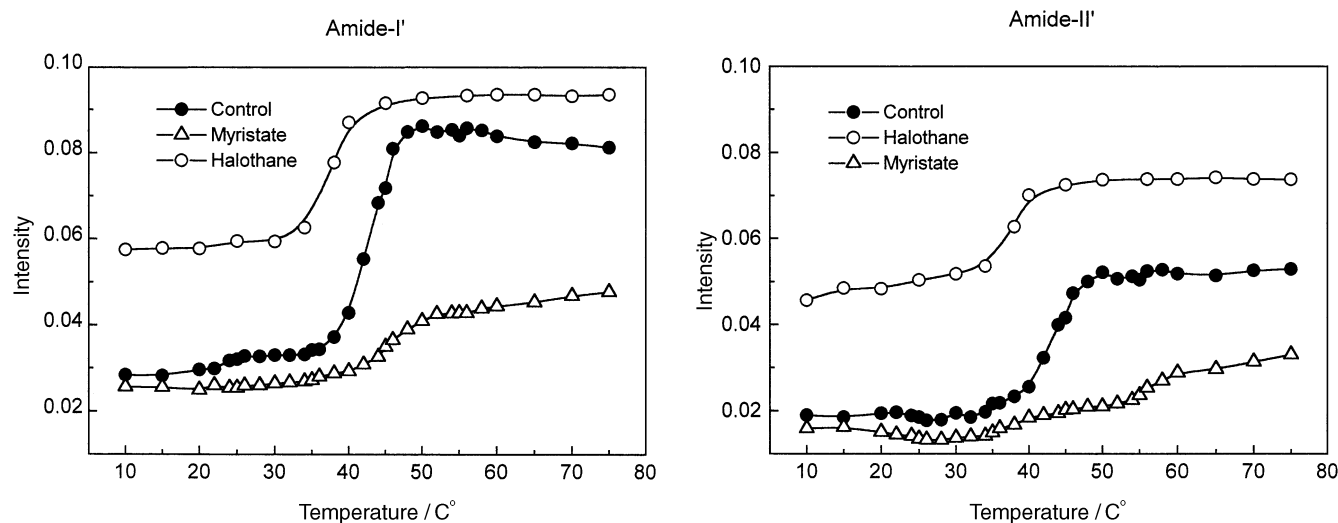 Amide-I'
0.10
0.08
0.06
0.04
0.02
Intensity
Control
Myristate
Halothane
10 20 30 40 50 60 70 80
Temperature / C°
Amide-II'
0.10
0.08
0.06
0.04
0.02
Intensity
Control
Halothane
Myristate
10 20 30 40 50 60 70 80
Temperature / C°